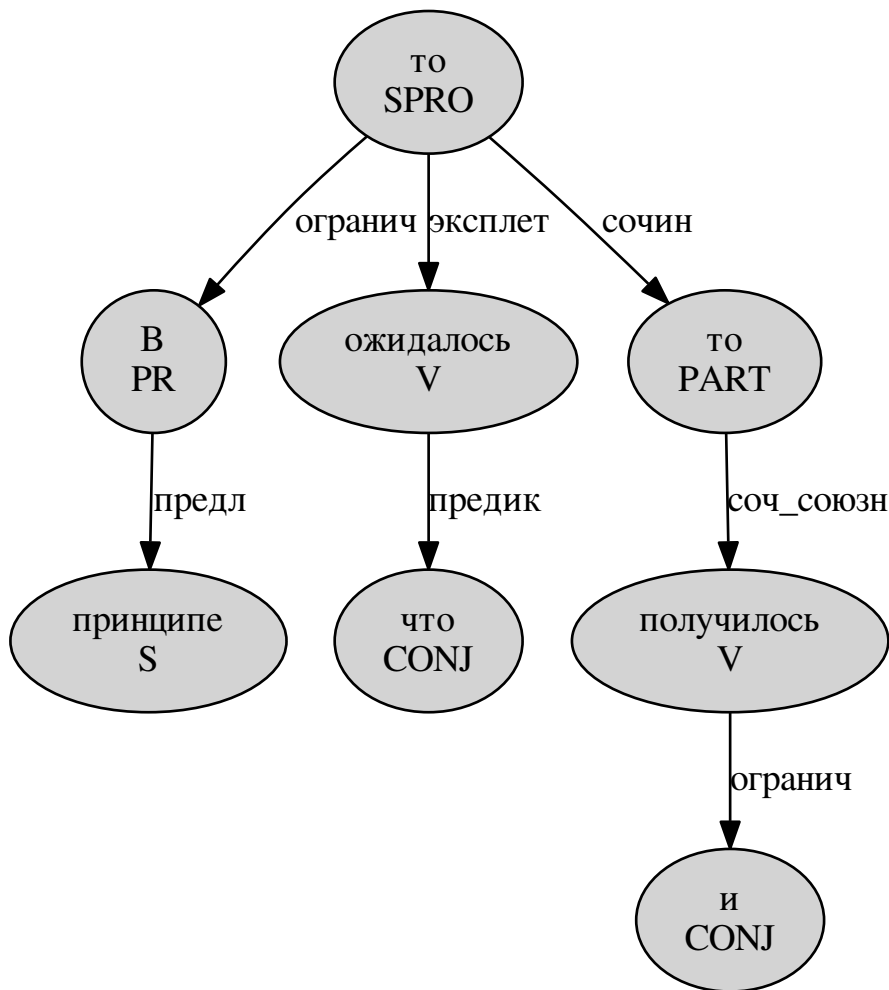 то
SPRO
огранич
эксплет
сочин
В
PR
ожидалось
V
то
PART
предл
предик
соч_союзн
принципе
S
что
CONJ
получилось
V
огранич
и
CONJ